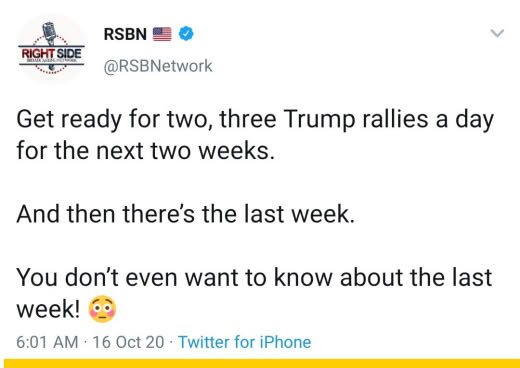 RSBN 🇺🇸
RIGHT SIDE
BROADCASTING NETWORK
@RSBNetwork
Get ready for two, three Trump rallies a day
for the next two weeks.
And then there’s the last week.
You don’t even want to know about the last
week! 😳
6:01 AM · 16 Oct 20 · Twitter for iPhone